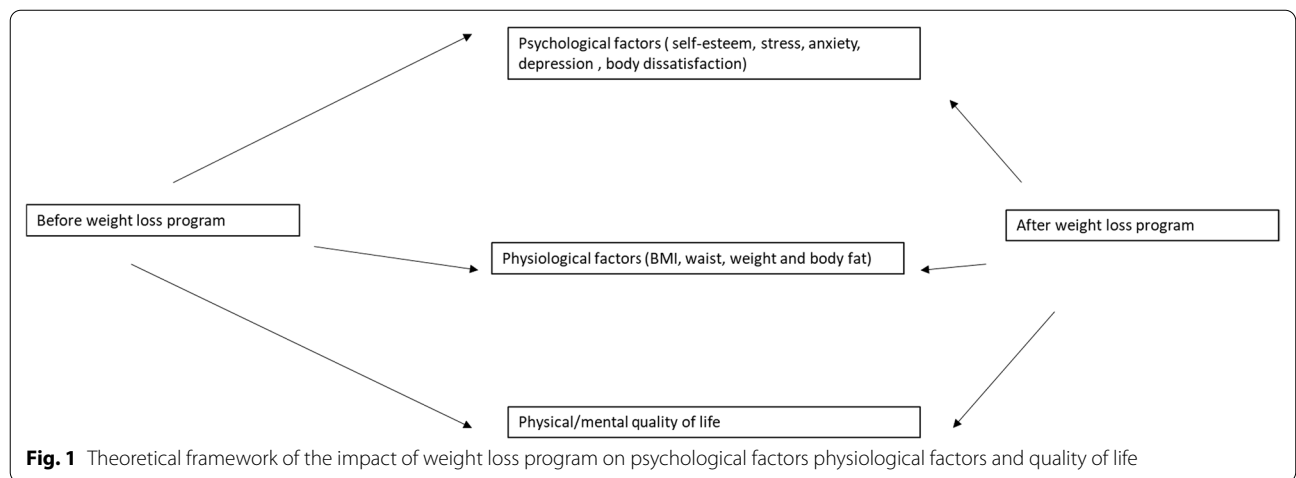 Psychological factors ( self-esteem, stress, anxiety,
depression , body dissatisfaction)
Before weight loss program
After weight loss program
Physiological factors (BMI, waist, weight and body fat)
Physical/mental quality of life
Fig. 1 Theoretical framework of the impact of weight loss program on psychological factors physiological factors and quality of life